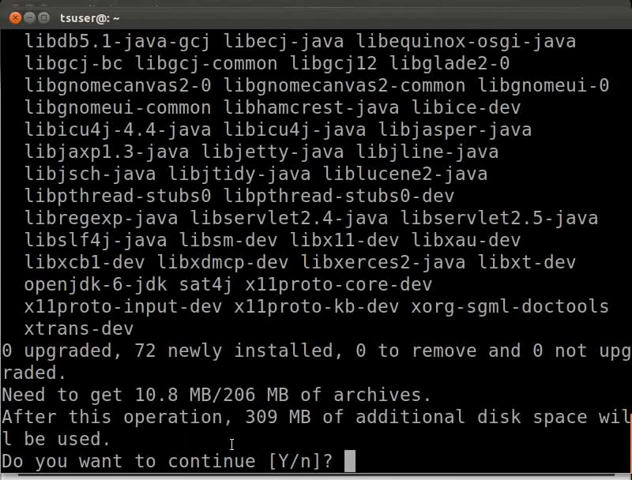 tsuser@: ~
libdb5.1-java-gcj libecj-java libequinox-osgi-java
libgcj-bc libgcj-common libgcj12 libglade2-0
libgnomecanvas2-0 libgnomecanvas2-common libgnomeui-0
libgnomeui-common libhamcrest-java libice-dev
libicu4j-4.4-java libicu4j-java libjasper-java
libjaxp1.3-java libjetty-java libjline-java
libjsch-java libjtidy-java liblucene2-java
libpthread-stubs0 libpthread-stubs0-dev
libregexp-java libservlet2.4-java libservlet2.5-java
libslf4j-java libsm-dev libx11-dev libxau-dev
libxcb1-dev libxdmcp-dev libxerces2-java libxt-dev
openjdk-6-jdk sat4j x11proto-core-dev
x11proto-input-dev x11proto-kb-dev xorg-sgml-doctools
xtrans-dev
0 upgraded, 72 newly installed, 0 to remove and 0 not upg
raded.
Need to get 10.8 MB/206 MB of archives.
After this operation, 309 MB of additional disk space wil
l be used.
Do you want to continue [Y/n]?